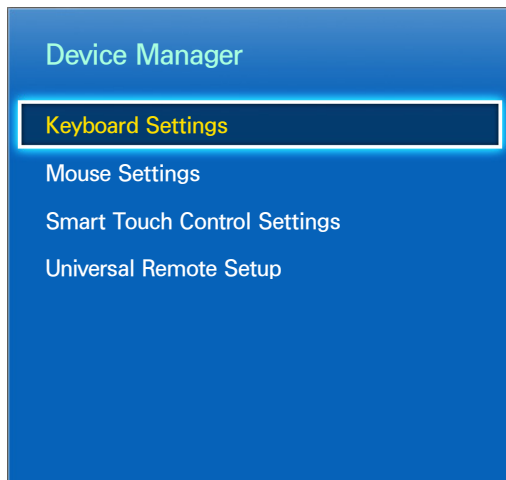 Device Manager
Keyboard Settings
Mouse Settings
Smart Touch Control Settings
Universal Remote Setup